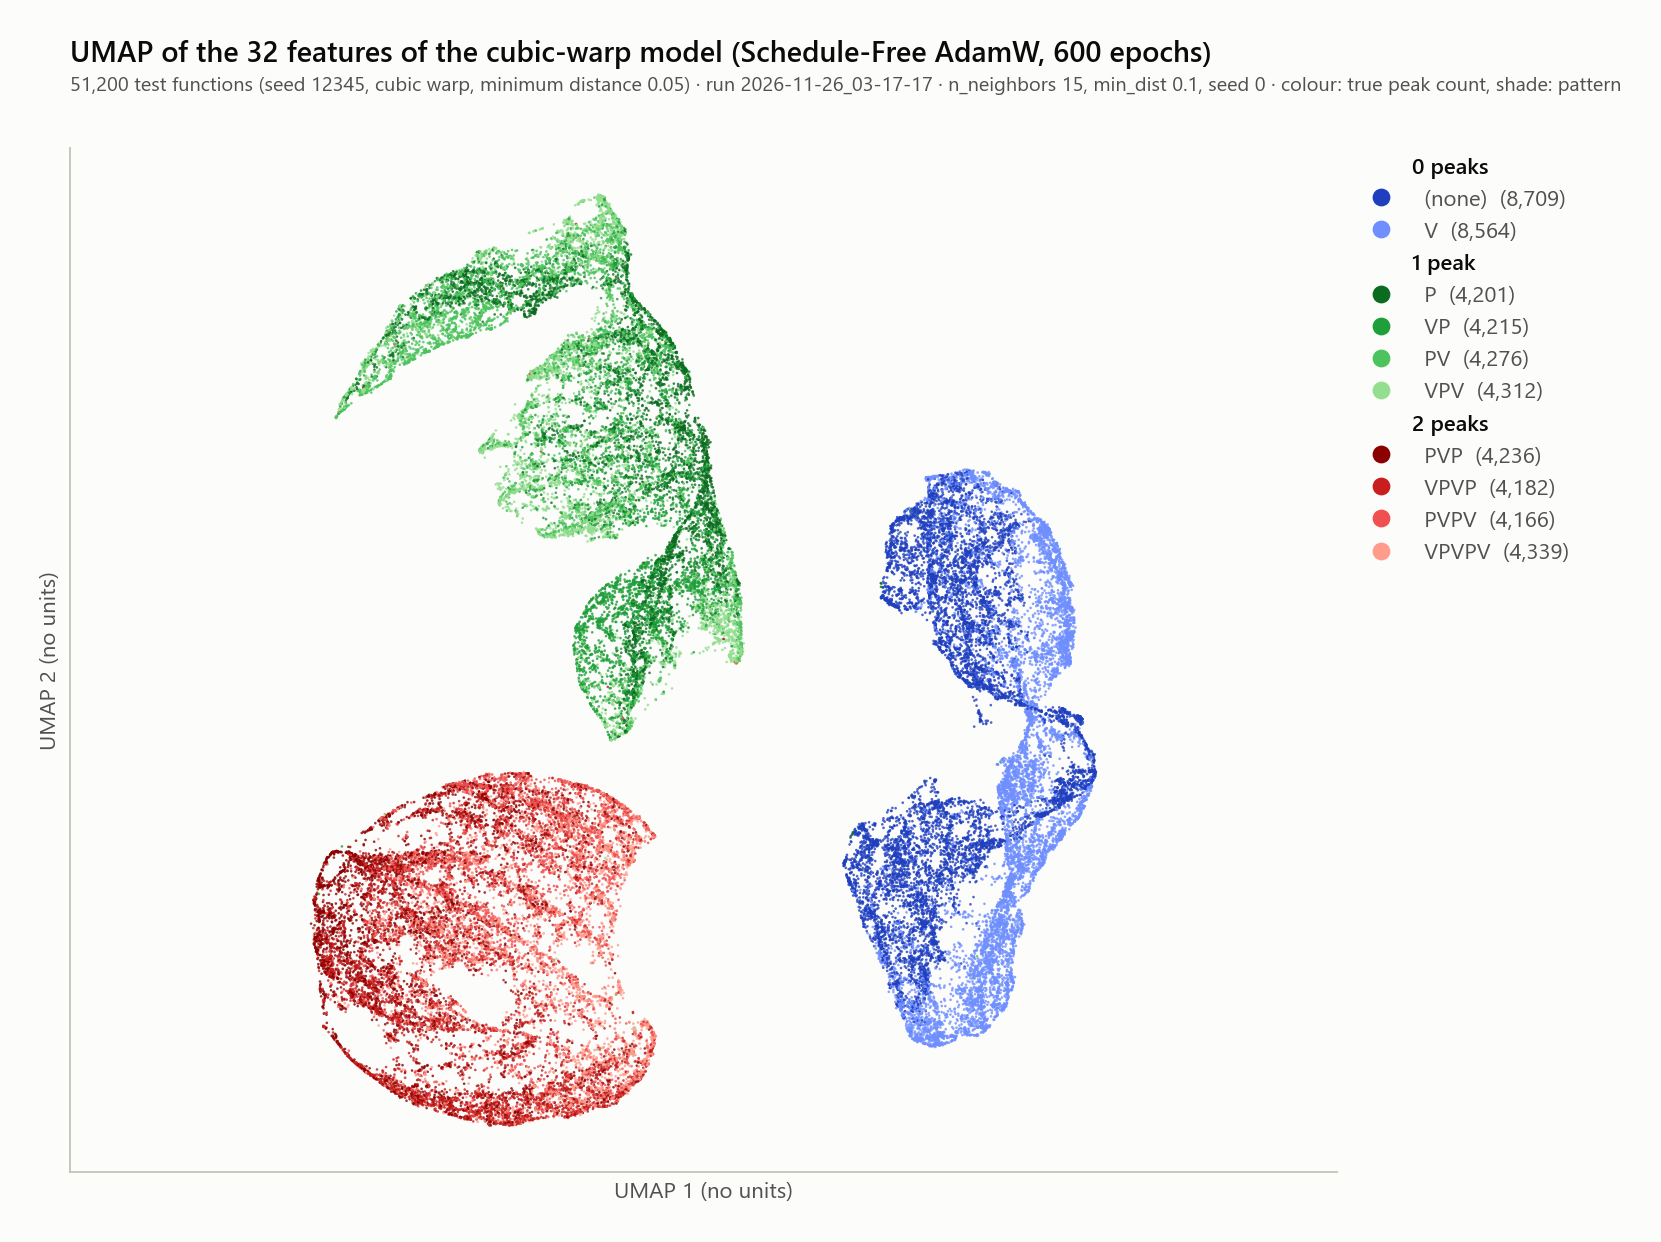 UMAP of the 32 features of the cubic-warp model (Schedule-Free AdamW, 600 epochs)
51,200 test functions (seed 12345, cubic warp, minimum distance 0.05) · run 2026-11-26_03-17-17 · n_neighbors 15, min_dist 0.1, seed 0 · colour: true peak count, shade: pattern
0 peaks
(none) (8,709)
V (8,564)
1 peak
P (4,201)
VP (4,215)
PV (4,276)
VPV (4,312)
2 peaks
PVP (4,236)
VPVP (4,182)
PVPV (4,166)
VPVPV (4,339)
UMAP 2 (no units)
UMAP 1 (no units)